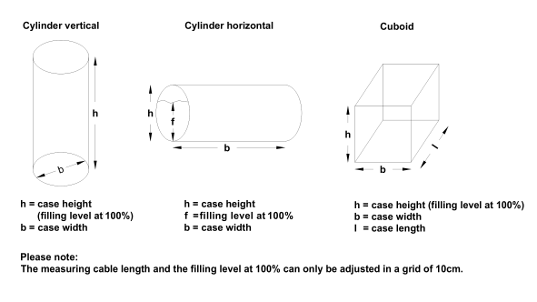 Cylinder vertical
Cylinder horizontal
Cuboid
h
b
h
f
b
h
b
l
h = case height
(filling level at 100%)
b = case width
h = case height
f = filling level at 100%
b = case width
h = case height (filling level at 100%)
b = case width
l = case length
Please note:
The measuring cable length and the filling level at 100% can only be adjusted in a grid of 10cm.